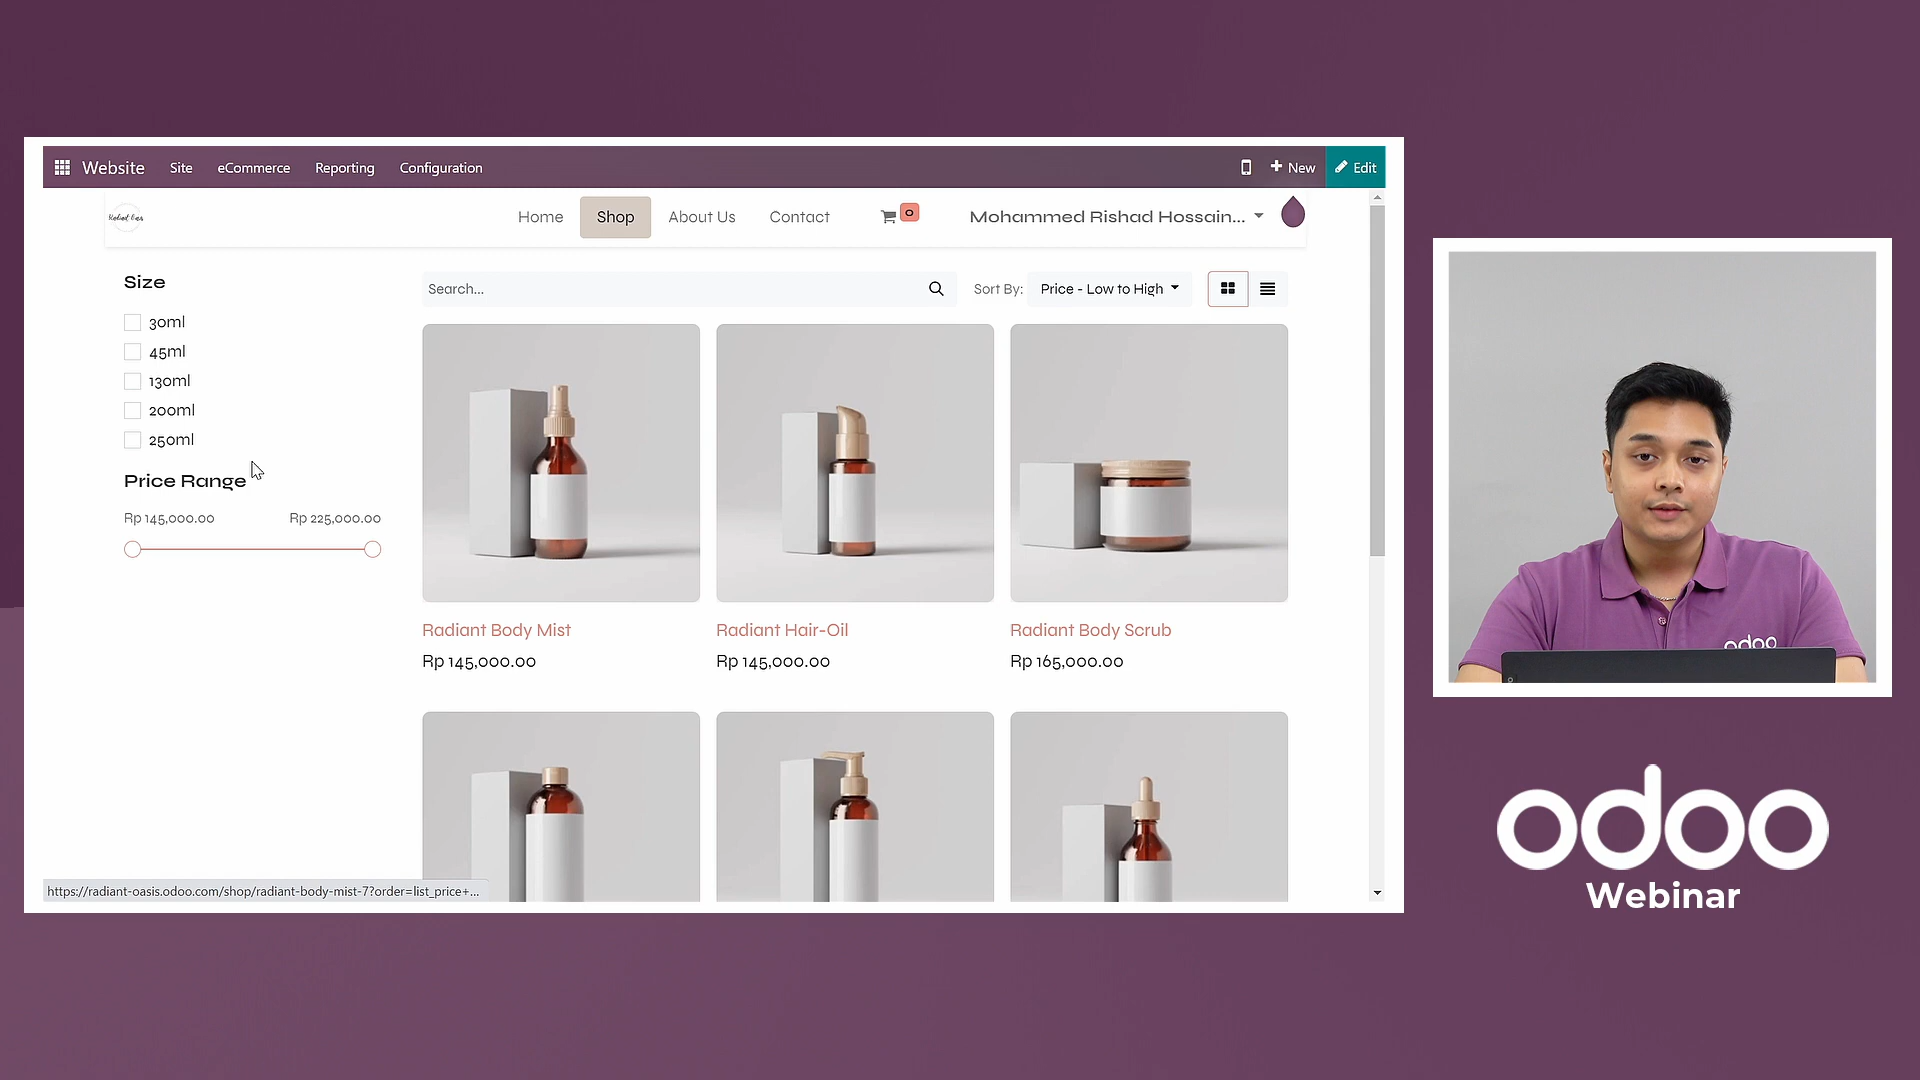 Website Site eCommerce Reporting Configuration New Edit
Home Shop About Us Contact 0 Mohammed Rishad Hossain...
Size
30ml
45ml
130ml
200ml
250ml
Price Range
Rp 145,000.00 Rp 225,000.00
Search... Sort By: Price - Low to High
Radiant Body Mist
Rp 145,000.00
Radiant Hair-Oil
Rp 145,000.00
Radiant Body Scrub
Rp 165,000.00
https://radiant-oasis.odoo.com/shop/radiant-body-mist-7?order=list_price+...
odoo
odoo
Webinar